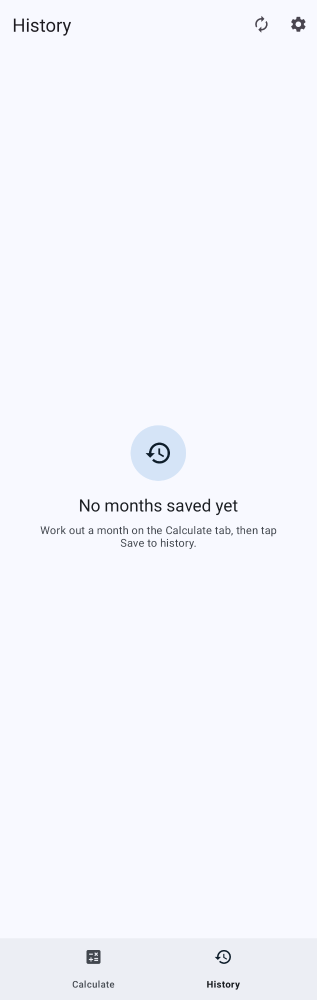 History
No months saved yet
Work out a month on the Calculate tab, then tap
Save to history.
Calculate
History